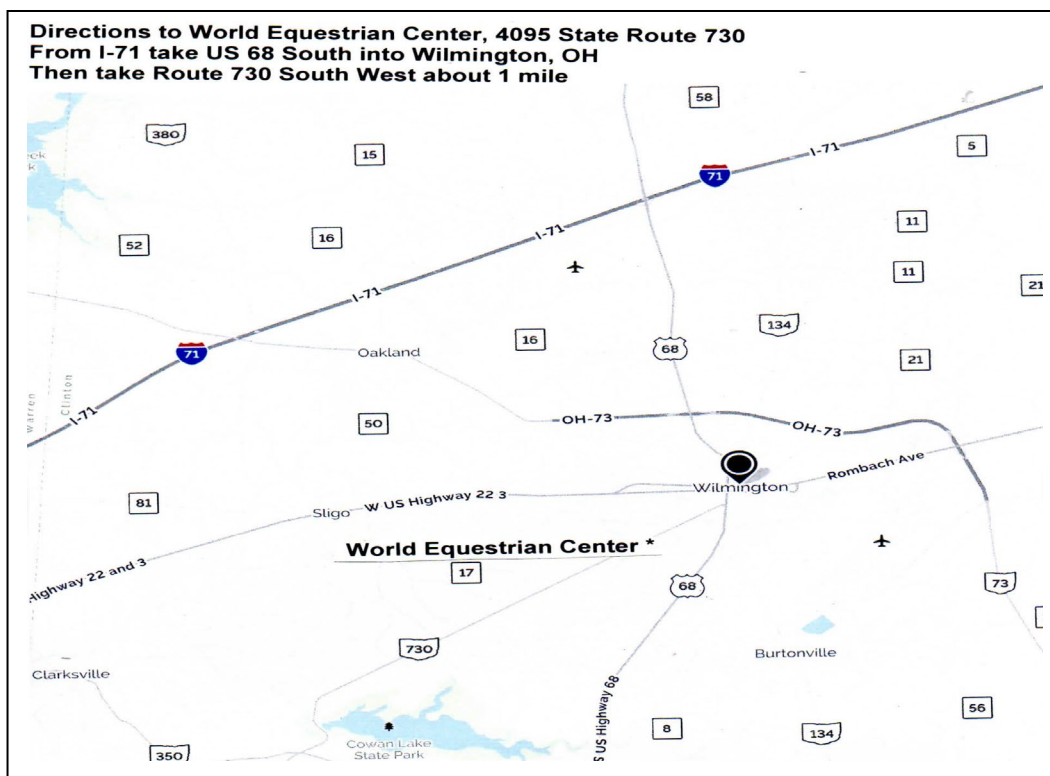 Directions to World Equestrian Center, 4095 State Route 730
From I-71 take US 68 South into Wilmington, OH
Then take Route 730 South West about 1 mile
58
380
15
5
I-71
71
11
52
16
I-71
11
21
I-71
134
16
68
71
Oakland
21
Warren
Clinton
I-71
50
OH-73
OH-73
Rombach Ave
Wilmington
81
Sligo
W US Highway 22 3
World Equestrian Center *
Highway 22 and 3
17
68
73
730
Burtonville
Clarksville
S US Highway 68
56
8
134
Cowan Lake
State Park
350